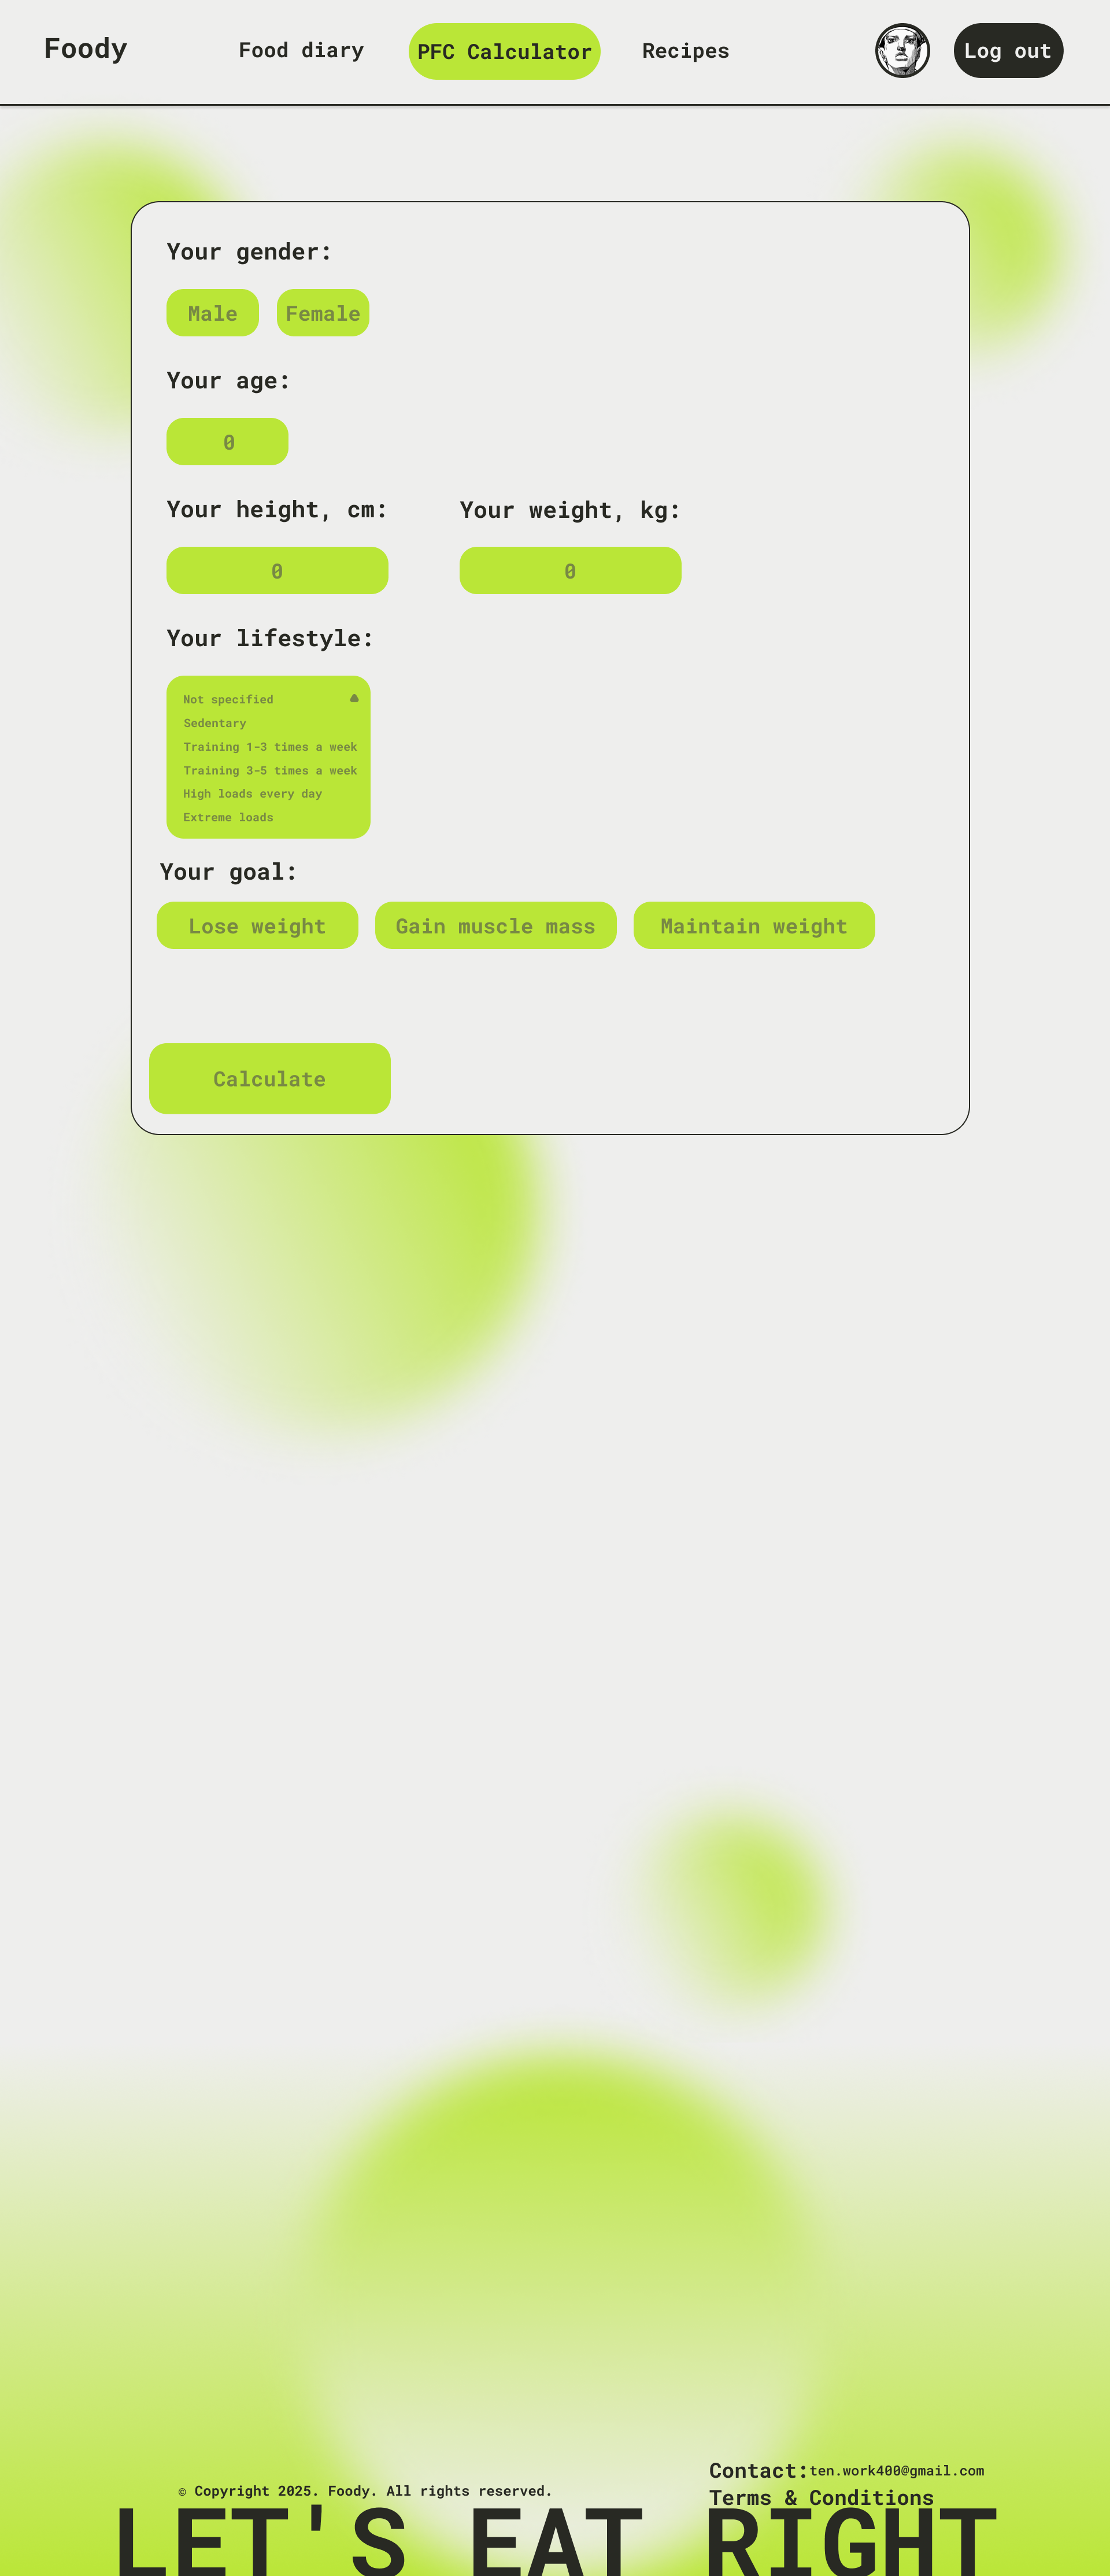 Foody
Food diary
PFC Calculator
Recipes
Log out
Your gender:
Male
Female
Your age:
0
Your height, cm:
Your weight, kg:
0
0
Your lifestyle:
Not specified
Sedentary
Training 1-3 times a week
Training 3-5 times a week
High loads every day
Extreme loads
Your goal:
Lose weight
Gain muscle mass
Maintain weight
Calculate
Contact:ten.work400@gmail.com
© Copyright 2025. Foody. All rights reserved.
Terms & Conditions
LET'S EAT RIGHT